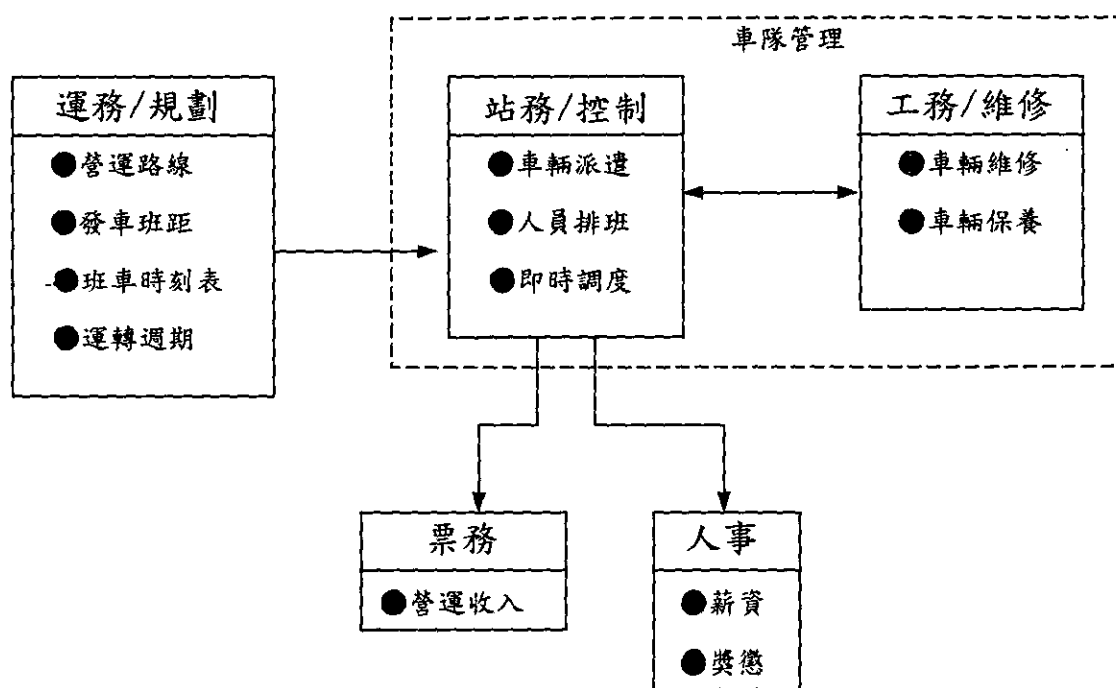 車隊管理
運務/規劃
●營運路線
●發車班距
●班車時刻表
●運轉週期
站務/控制
●車輛派遣
●人員排班
●即時調度
工務/維修
●車輛維修
●車輛保養
票務
●營運收入
人事
●薪資
●獎懲